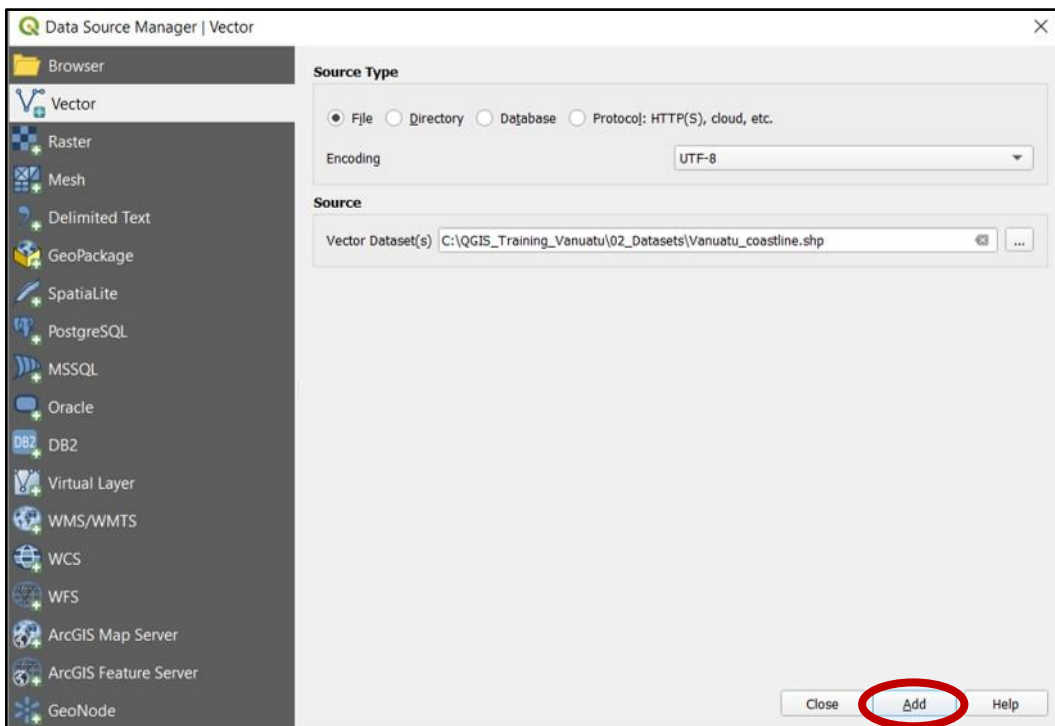 Data Source Manager | Vector
Browser
Vector
Raster
Mesh
Delimited Text
GeoPackage
SpatiaLite
PostgreSQL
MSSQL
Oracle
DB2 DB2
Virtual Layer
WMS/WMTS
WCS
WFS
ArcGIS Map Server
ArcGIS Feature Server
GeoNode
Source Type
File Directory Database Protocol: HTTP(S), cloud, etc.
Encoding UTF-8
Source
Vector Dataset(s) C:\QGIS_Training_Vanuatu\02_Datasets\Vanuatu_coastline.shp ...
Close Add Help